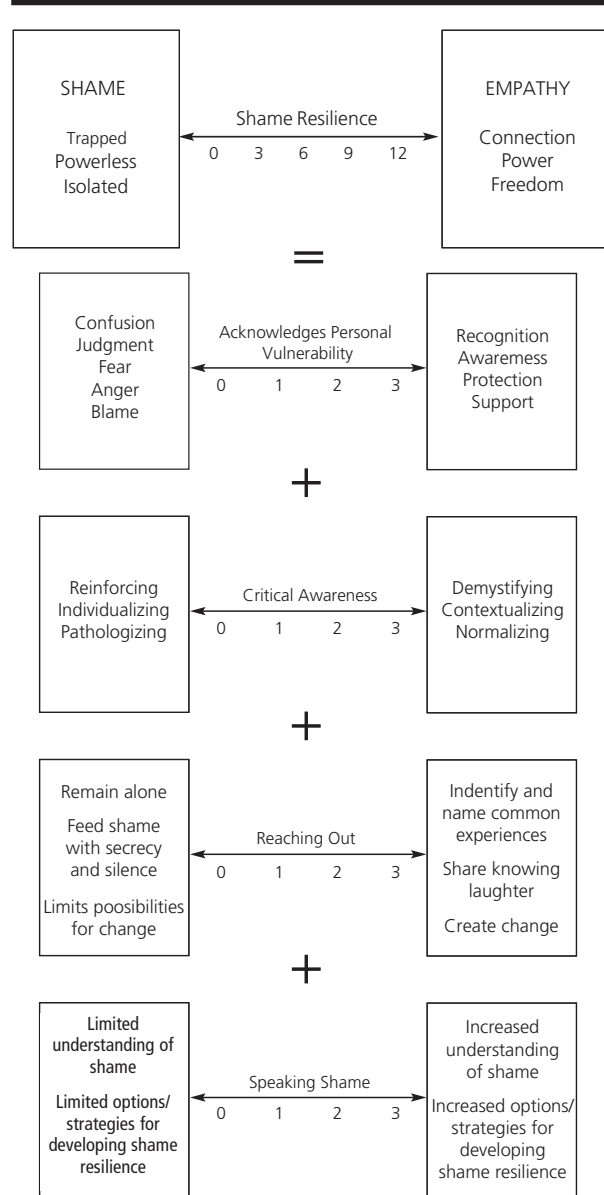 SHAME
Trapped
Powerless
Isolated
Shame Resilience
0 3 6 9 12
EMPATHY
Connection
Power
Freedom
=
Confusion
Judgment
Fear
Anger
Blame
Acknowledges Personal
Vulnerability
0 1 2 3
Recognition
Awaremess
Protection
Support
+
Reinforcing
Individualizing
Pathologizing
Critical Awareness
0 1 2 3
Demystifying
Contextualizing
Normalizing
+
Remain alone
Feed shame
with secrecy
and silence
Limits poosibilities
for change
Reaching Out
0 1 2 3
Indentify and
name common
experiences
Share knowing
laughter
Create change
+
Limited
understanding of
shame
Limited options/
strategies for
developing shame
resilience
Speaking Shame
0 1 2 3
Increased
understanding
of shame
Increased options/
strategies for
developing
shame resilience